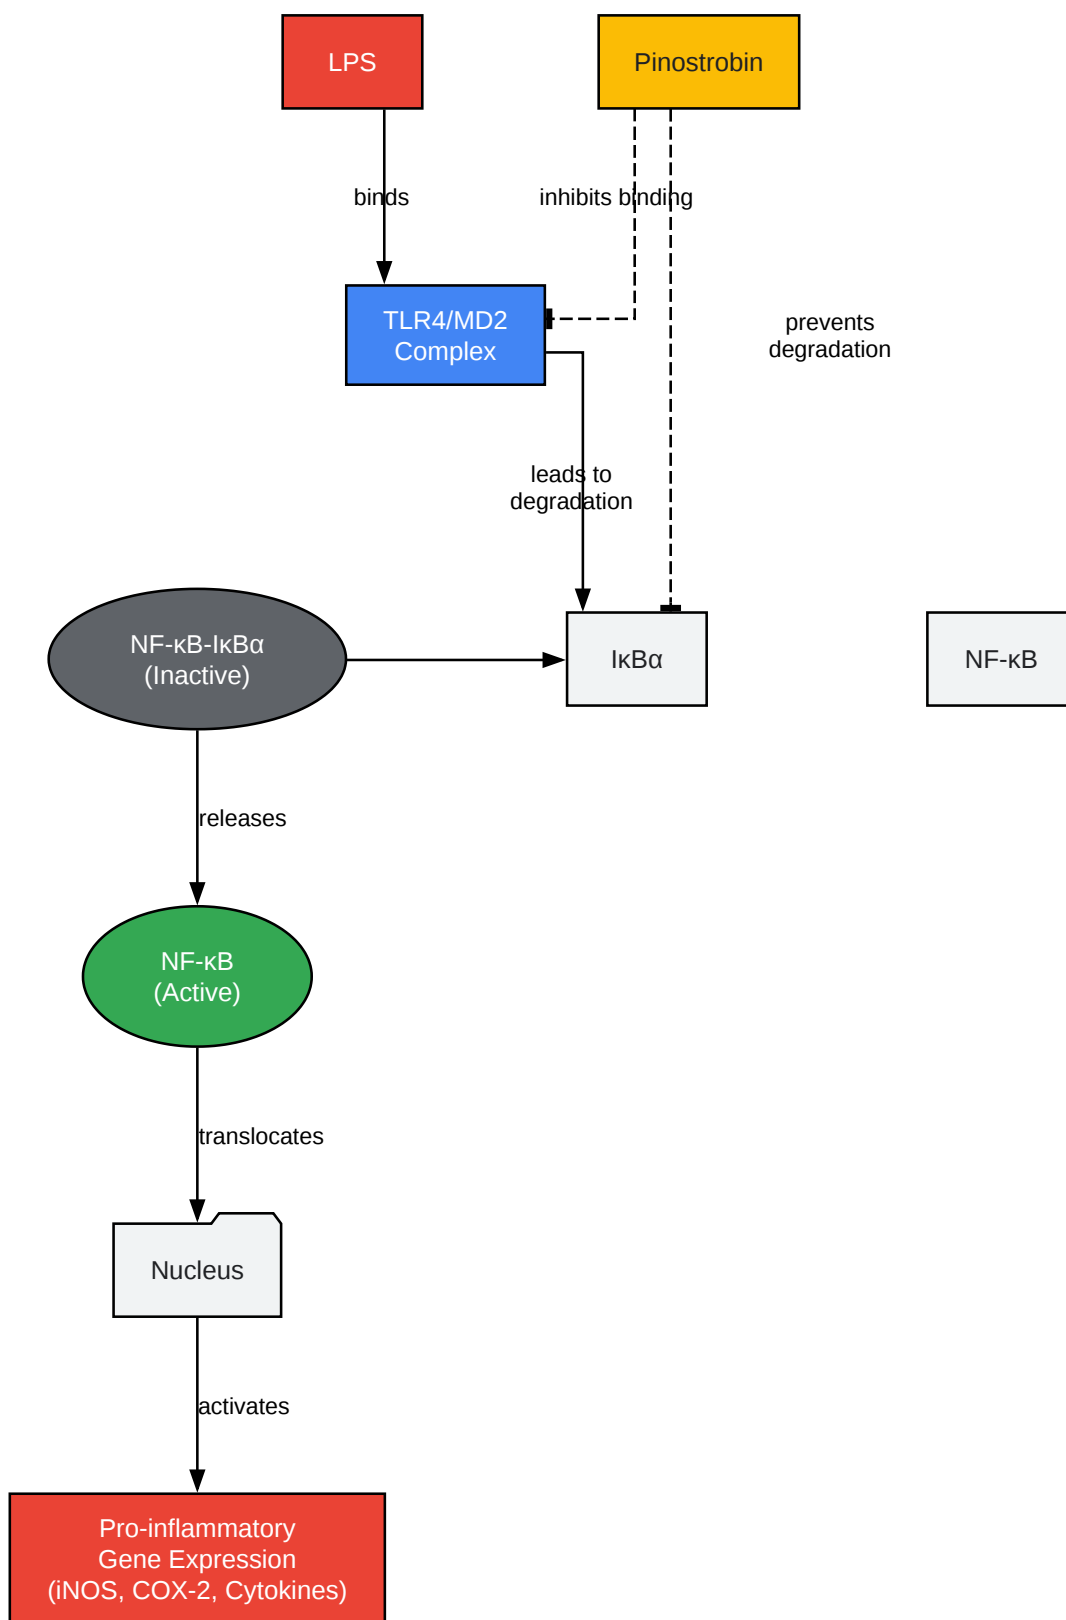 LPS
Pinostrobin
binds
inhibits binding
TLR4/MD2
Complex
prevents
degradation
leads to
degradation
NF-κB-IκBα
(Inactive)
IκBα
NF-κB
releases
NF-κB
(Active)
translocates
Nucleus
activates
Pro-inflammatory
Gene Expression
(iNOS, COX-2, Cytokines)